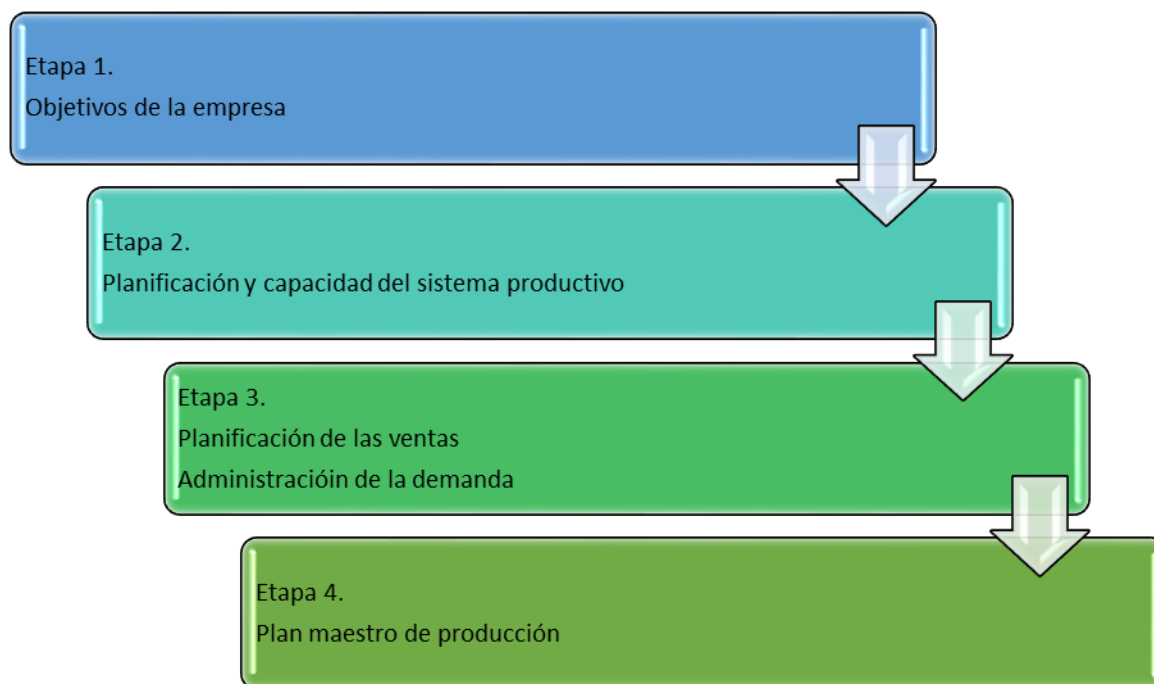 Etapa 1.
Objetivos de la empresa
Etapa 2.
Planificación y capacidad del sistema productivo
Etapa 3.
Planificación de las ventas
Administracióin de la demanda
Etapa 4.
Plan maestro de producción